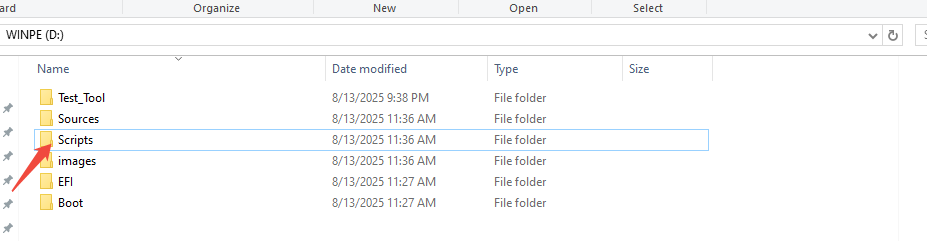 ard Organize New Open Select
WINPE (D:) S
Name Date modified Type Size
Test_Tool 8/13/2025 9:38 PM File folder
Sources 8/13/2025 11:36 AM File folder
Scripts 8/13/2025 11:36 AM File folder
images 8/13/2025 11:36 AM File folder
EFI 8/13/2025 11:27 AM File folder
Boot 8/13/2025 11:27 AM File folder